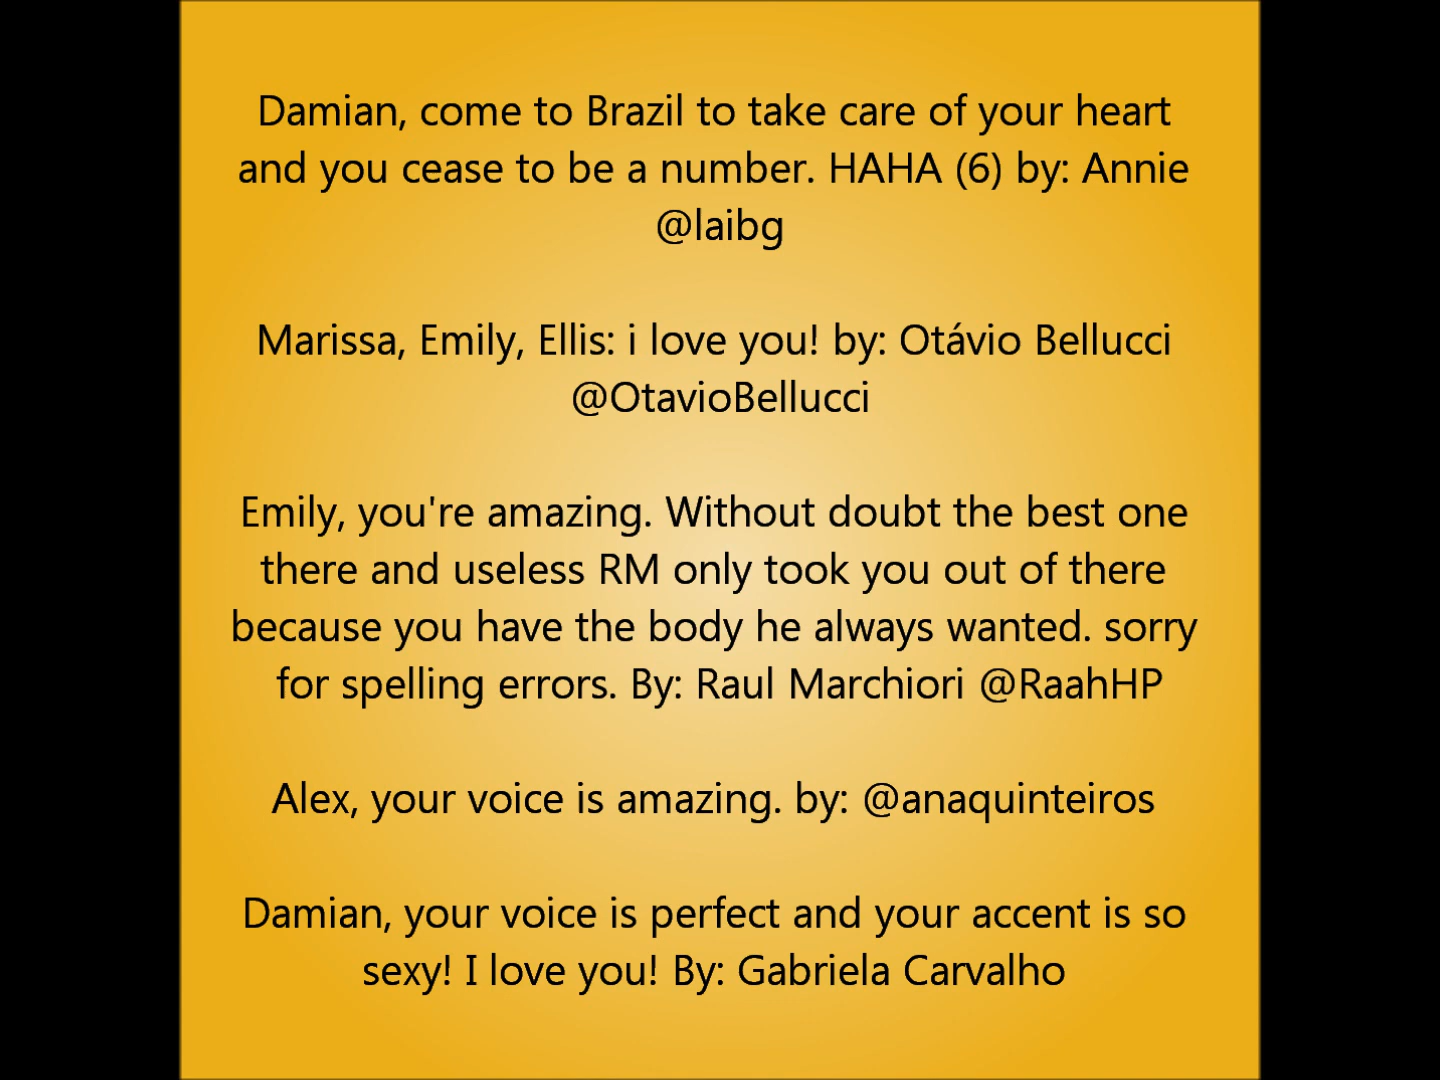 Damian, come to Brazil to take care of your heart
and you cease to be a number. HAHA (6) by: Annie
@laibg
Marissa, Emily, Ellis: i love you! by: Otávio Bellucci
@OtavioBellucci
Emily, you're amazing. Without doubt the best one
there and useless RM only took you out of there
because you have the body he always wanted. sorry
for spelling errors. By: Raul Marchiori @RaahHP
Alex, your voice is amazing. by: @anaquinteiros
Damian, your voice is perfect and your accent is so
sexy! I love you! By: Gabriela Carvalho